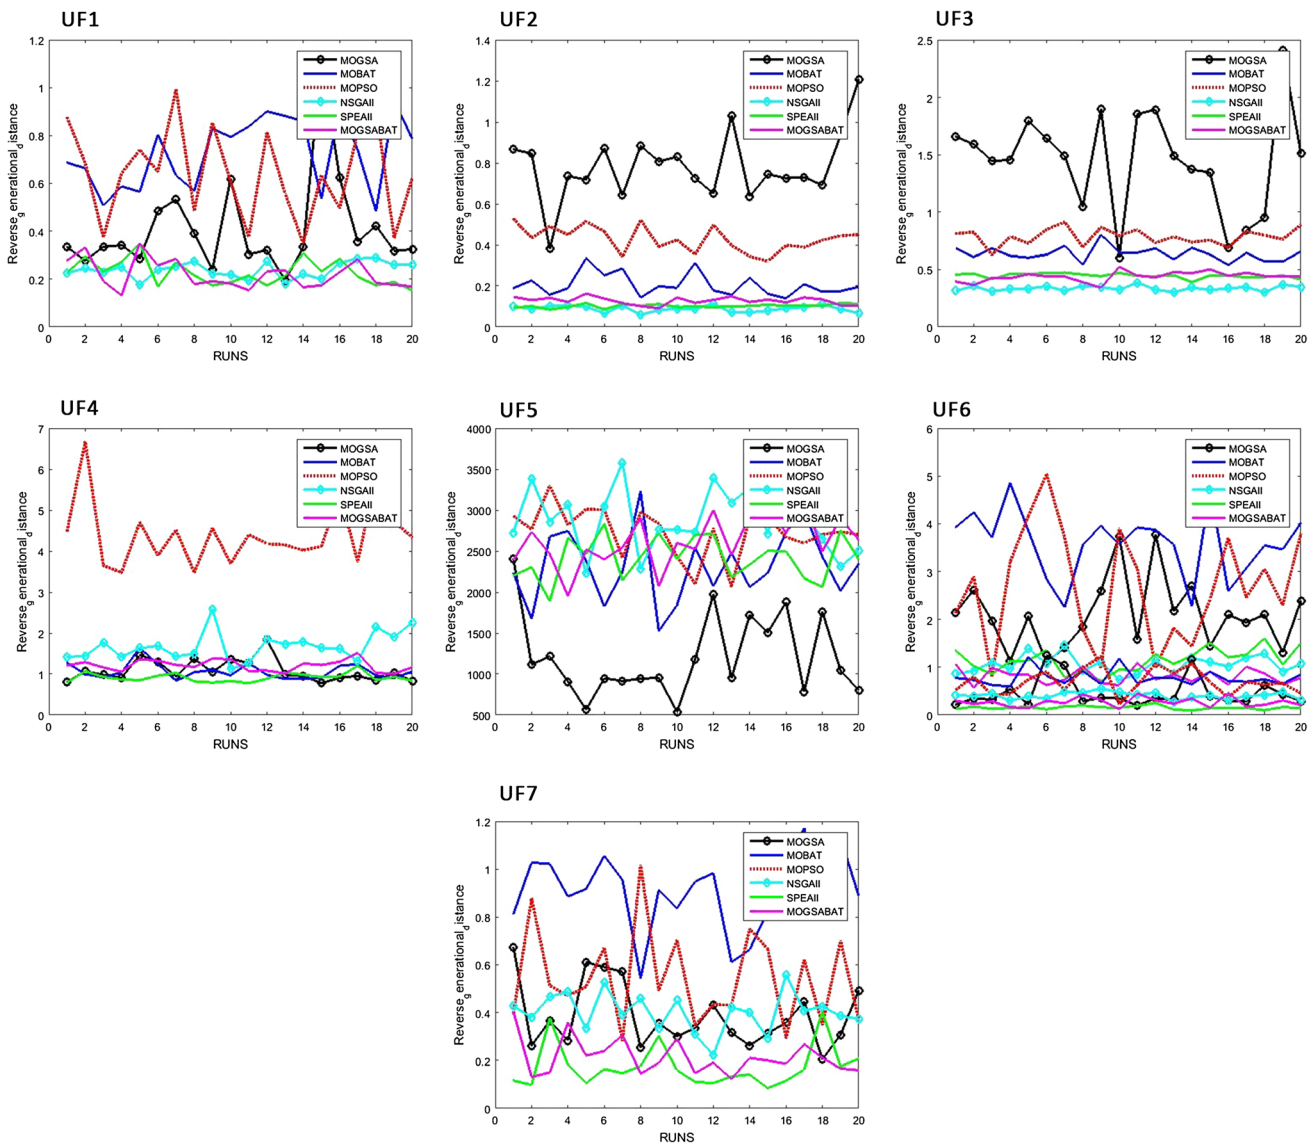 UF1
1.2
1
0.8
0.6
0.4
0.2
0
0 2 4 6 8 10 12 14 16 18 20
RUNS
Reverse_generational_distance
MOGSA
MOBAT
MOPSO
NSGAII
SPEAII
MOGSABAT
UF2
1.4
1.2
1
0.8
0.6
0.4
0.2
0
0 2 4 6 8 10 12 14 16 18 20
RUNS
Reverse_generational_distance
MOGSA
MOBAT
MOPSO
NSGAII
SPEAII
MOGSABAT
UF3
2.5
2
1.5
1
0.5
0
0 2 4 6 8 10 12 14 16 18 20
RUNS
Reverse_generational_distance
MOGSA
MOBAT
MOPSO
NSGAII
SPEAII
MOGSABAT
UF4
7
6
5
4
3
2
1
0
0 2 4 6 8 10 12 14 16 18 20
RUNS
Reverse_generational_distance
MOGSA
MOBAT
MOPSO
NSGAII
SPEAII
MOGSABAT
UF5
4000
3500
3000
2500
2000
1500
1000
500
0 2 4 6 8 10 12 14 16 18 20
RUNS
Reverse_generational_distance
MOGSA
MOBAT
MOPSO
NSGAII
SPEAII
MOGSABAT
UF6
6
5
4
3
2
1
0
0 2 4 6 8 10 12 14 16 18 20
RUNS
Reverse_generational_distance
MOGSA
MOBAT
MOPSO
NSGAII
SPEAII
MOGSABAT
UF7
1.2
1
0.8
0.6
0.4
0.2
0
0 2 4 6 8 10 12 14 16 18 20
RUNS
Reverse_generational_distance
MOGSA
MOBAT
MOPSO
NSGAII
SPEAII
MOGSABAT